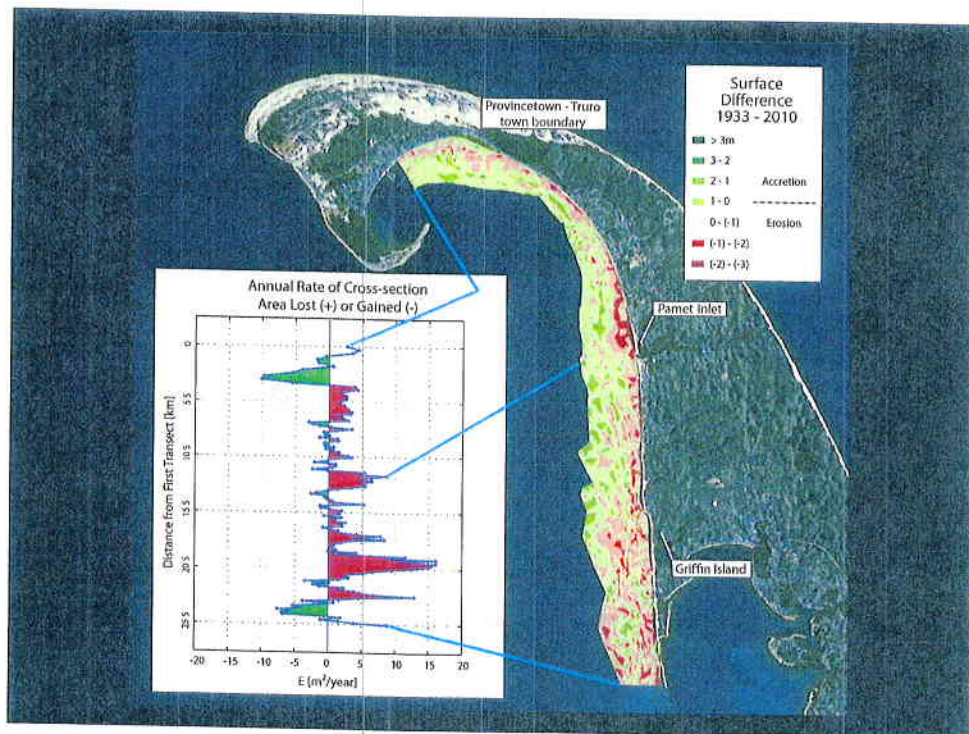 Provincetown - Truro
town boundary
Surface
Difference
1933 - 2010
> 3m
3 - 2
2 - 1
Accretion
1 - 0
0 - (-1)
Erosion
(-1) - (-2)
(-2) - (-3)
Pamet Inlet
Griffin Island
Annual Rate of Cross-section
Area Lost (+) or Gained (-)
Distance from First Transect [km]
0
5 S
10 S
15 S
20 S
25 S
-20
-15
-10
-5
0
5
10
15
20
E [m²/year]